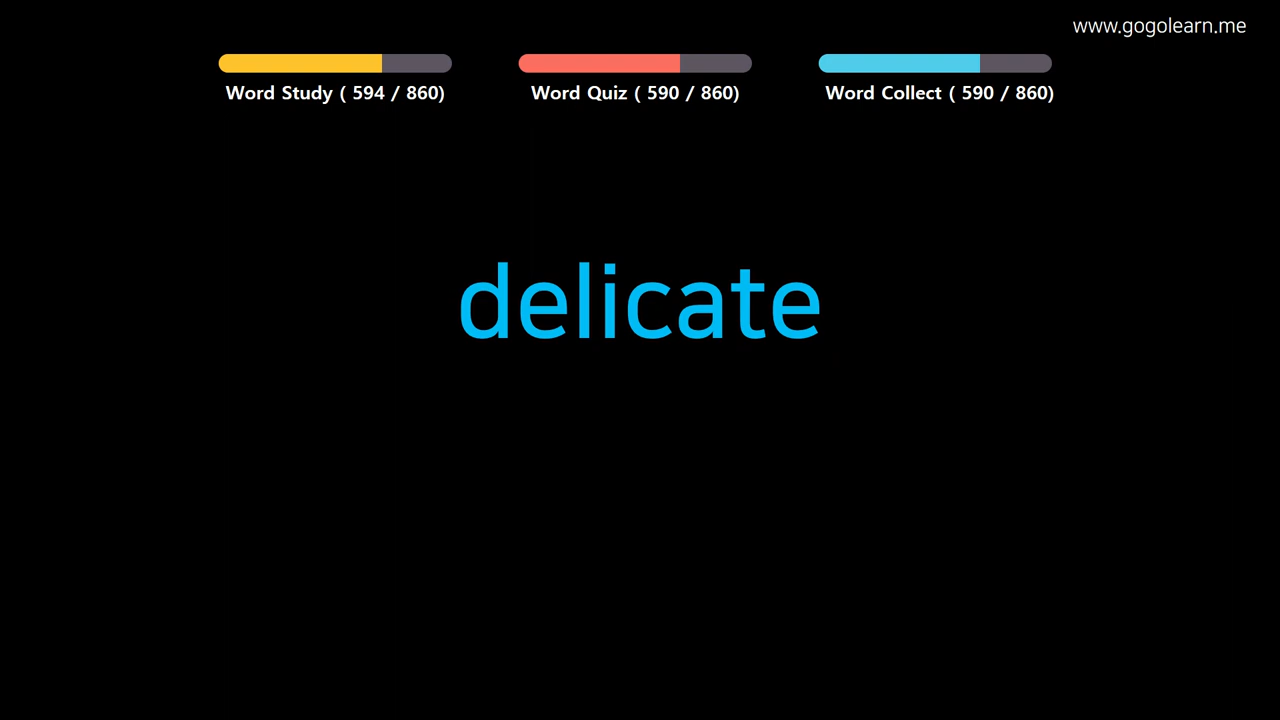 www.gogolearn.me
Word Study ( 594 / 860)
Word Quiz ( 590 / 860)
Word Collect ( 590 / 860)
delicate